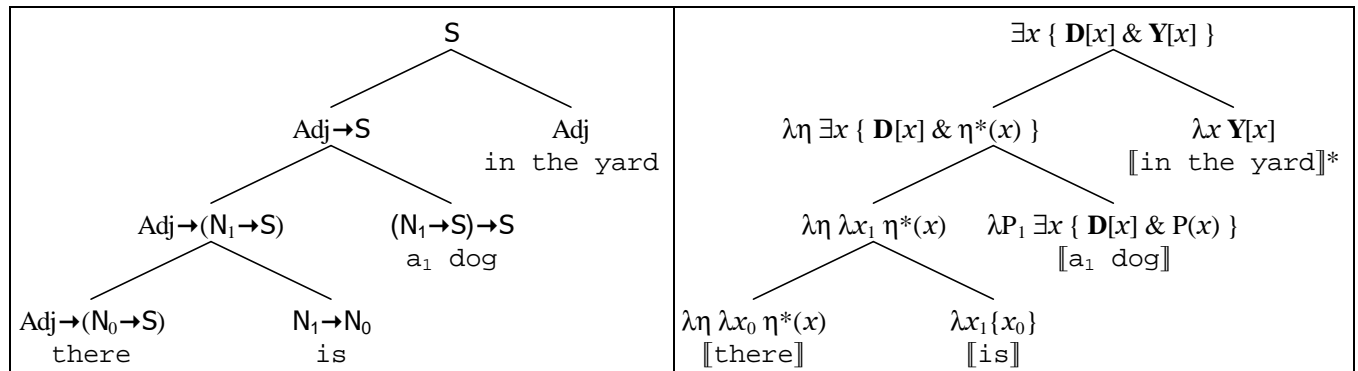 S
Adj→S Adj
in the yard
Adj→(N₁→S) (N₁→S)→S
a₁ dog
Adj→(N₀→S) N₁→N₀
there is
∃x { D[x] & Y[x] }
λη ∃x { D[x] & η*(x) } λx Y[x]
⟦in the yard⟧*
λη λx₁ η*(x) λP₁ ∃x { D[x] & P(x) }
⟦a₁ dog⟧
λη λx₀ η*(x) λx₁{x₀}
⟦there⟧ ⟦is⟧